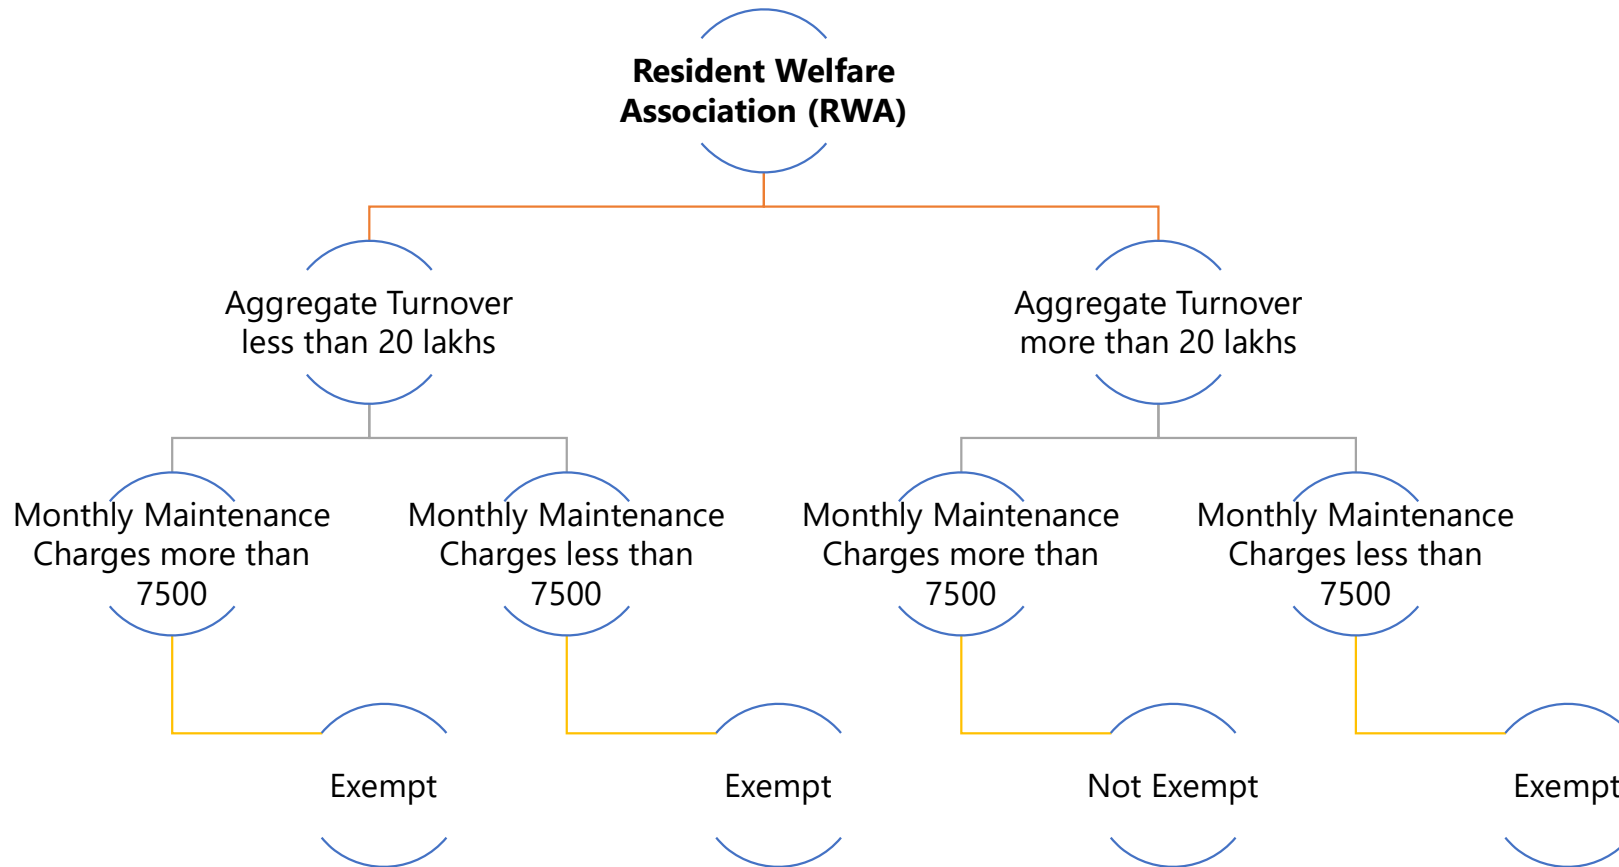 Resident Welfare
Association (RWA)
Aggregate Turnover
less than 20 lakhs
Aggregate Turnover
more than 20 lakhs
Monthly Maintenance
Charges more than
7500
Monthly Maintenance
Charges less than
7500
Monthly Maintenance
Charges more than
7500
Monthly Maintenance
Charges less than
7500
Exempt
Exempt
Not Exempt
Exempt